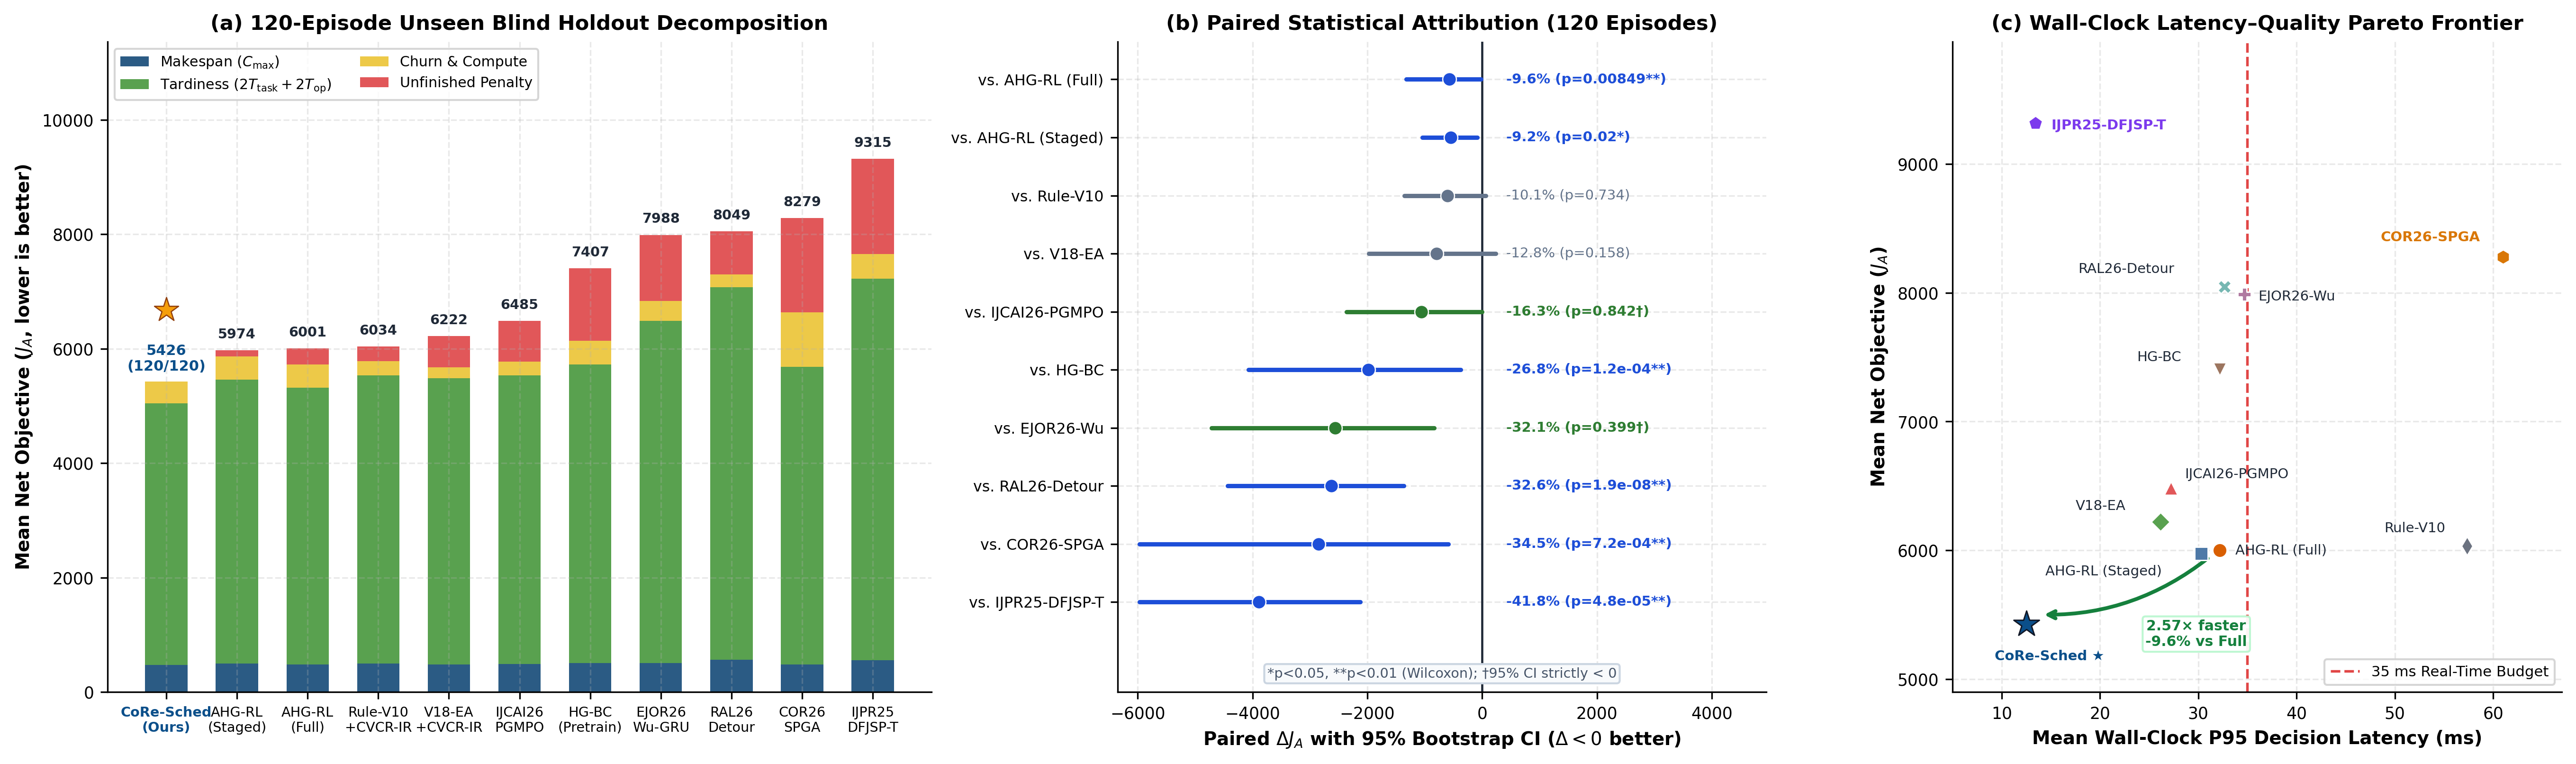 (a) 120-Episode Unseen Blind Holdout Decomposition
Makespan (C_max)
Tardiness (2T_task + 2T_op)
Churn & Compute
Unfinished Penalty
Mean Net Objective (J_A, lower is better)
10000
8000
6000
4000
2000
0
5426
(120/120)
5974
6001
6034
6222
6485
7407
7988
8049
8279
9315
CoRe-Sched
(Ours)
AHG-RL
(Staged)
AHG-RL
(Full)
Rule-V10
+CVCR-IR
V18-EA
+CVCR-IR
IJCAI26
PGMPO
HG-BC
(Pretrain)
EJOR26
Wu-GRU
RAL26
Detour
COR26
SPGA
IJPR25
DFJSP-T
(b) Paired Statistical Attribution (120 Episodes)
vs. AHG-RL (Full)
-9.6% (p=0.00849**)
vs. AHG-RL (Staged)
-9.2% (p=0.02*)
vs. Rule-V10
-10.1% (p=0.734)
vs. V18-EA
-12.8% (p=0.158)
vs. IJCAI26-PGMPO
-16.3% (p=0.842†)
vs. HG-BC
-26.8% (p=1.2e-04**)
vs. EJOR26-Wu
-32.1% (p=0.399†)
vs. RAL26-Detour
-32.6% (p=1.9e-08**)
vs. COR26-SPGA
-34.5% (p=7.2e-04**)
vs. IJPR25-DFJSP-T
-41.8% (p=4.8e-05**)
*p<0.05, **p<0.01 (Wilcoxon); †95% CI strictly < 0
−6000
−4000
−2000
0
2000
4000
Paired ΔJ_A with 95% Bootstrap CI (Δ < 0 better)
(c) Wall-Clock Latency–Quality Pareto Frontier
Mean Net Objective (J_A)
9000
8000
7000
6000
5000
IJPR25-DFJSP-T
COR26-SPGA
RAL26-Detour
EJOR26-Wu
HG-BC
IJCAI26-PGMPO
V18-EA
Rule-V10
AHG-RL (Full)
AHG-RL (Staged)
2.57× faster
-9.6% vs Full
CoRe-Sched ★
35 ms Real-Time Budget
10
20
30
40
50
60
Mean Wall-Clock P95 Decision Latency (ms)